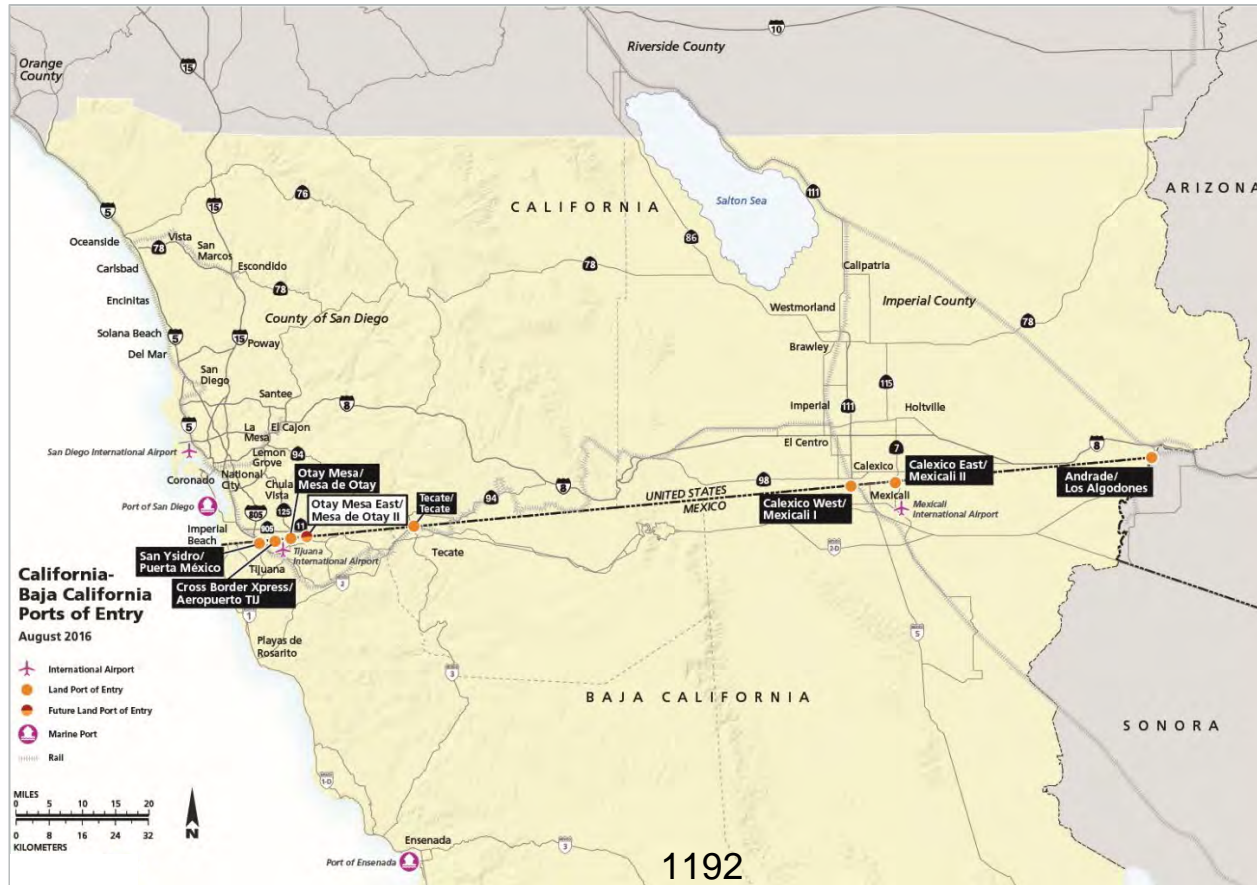 10
Riverside County
Orange
County
15
ARIZONA
76
111
CALIFORNIA
Salton Sea
5
15
86
Oceanside
Vista
78
San
Marcos
Carlsbad
Escondido
78
Calipatria
78
Encinitas
Westmorland
Imperial County
County of San Diego
78
Solana Beach
5
15
Poway
Brawley
Del Mar
San
Diego
115
Santee
8
Imperial
111
Holtville
5
La
Mesa
El Cajon
El Centro
San Diego International Airport
Lemon
Grove
94
7
8
Coronado
National
City
Otay Mesa/
Mesa de Otay
Calexico
Calexico East/
Mexicali II
Andrade/
Los Algodones
Chula
Vista
98
8
94
Port of San Diego
805
125
Otay Mesa East/
Mesa de Otay II
Tecate/
Tecate
UNITED STATES
MEXICO
Calexico West/
Mexicali I
Mexicali
Mexicali
International Airport
Imperial
Beach
905
11
San Ysidro/
Puerta México
Tijuana
Tijuana
International Airport
Tecate
2-D
2
Cross Border Xpress/
Aeropuerto TIJ
California-
Baja California
Ports of Entry
August 2016
1
Playas de
Rosarito
5
3
BAJA CALIFORNIA
SONORA
International Airport
Land Port of Entry
Future Land Port of Entry
Marine Port
Rail
1-D
MILES
0 5 10 15 20
0 8 16 24 32
KILOMETERS
N
Ensenada
3
Port of Ensenada
1192